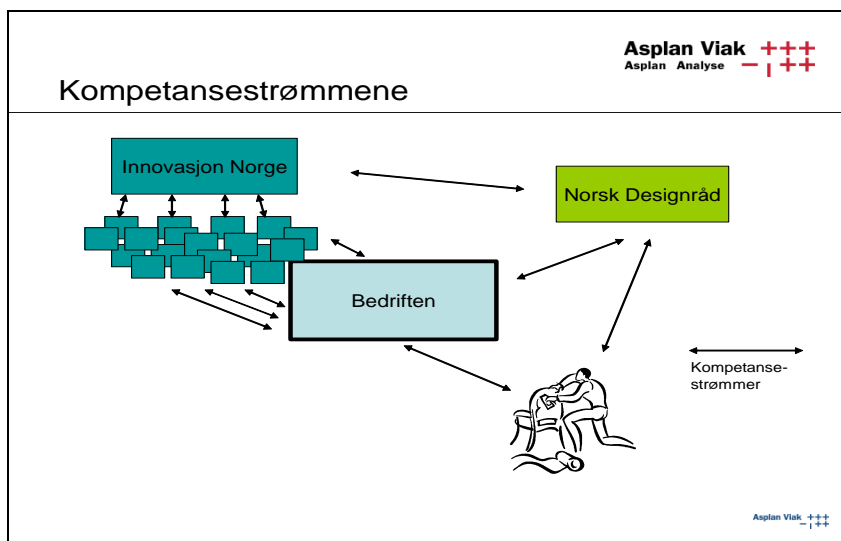 Asplan Viak
Asplan Analyse
Kompetansestrømmene
Innovasjon Norge
Norsk Designråd
Bedriften
Kompetanse-
strømmer
Asplan Viak